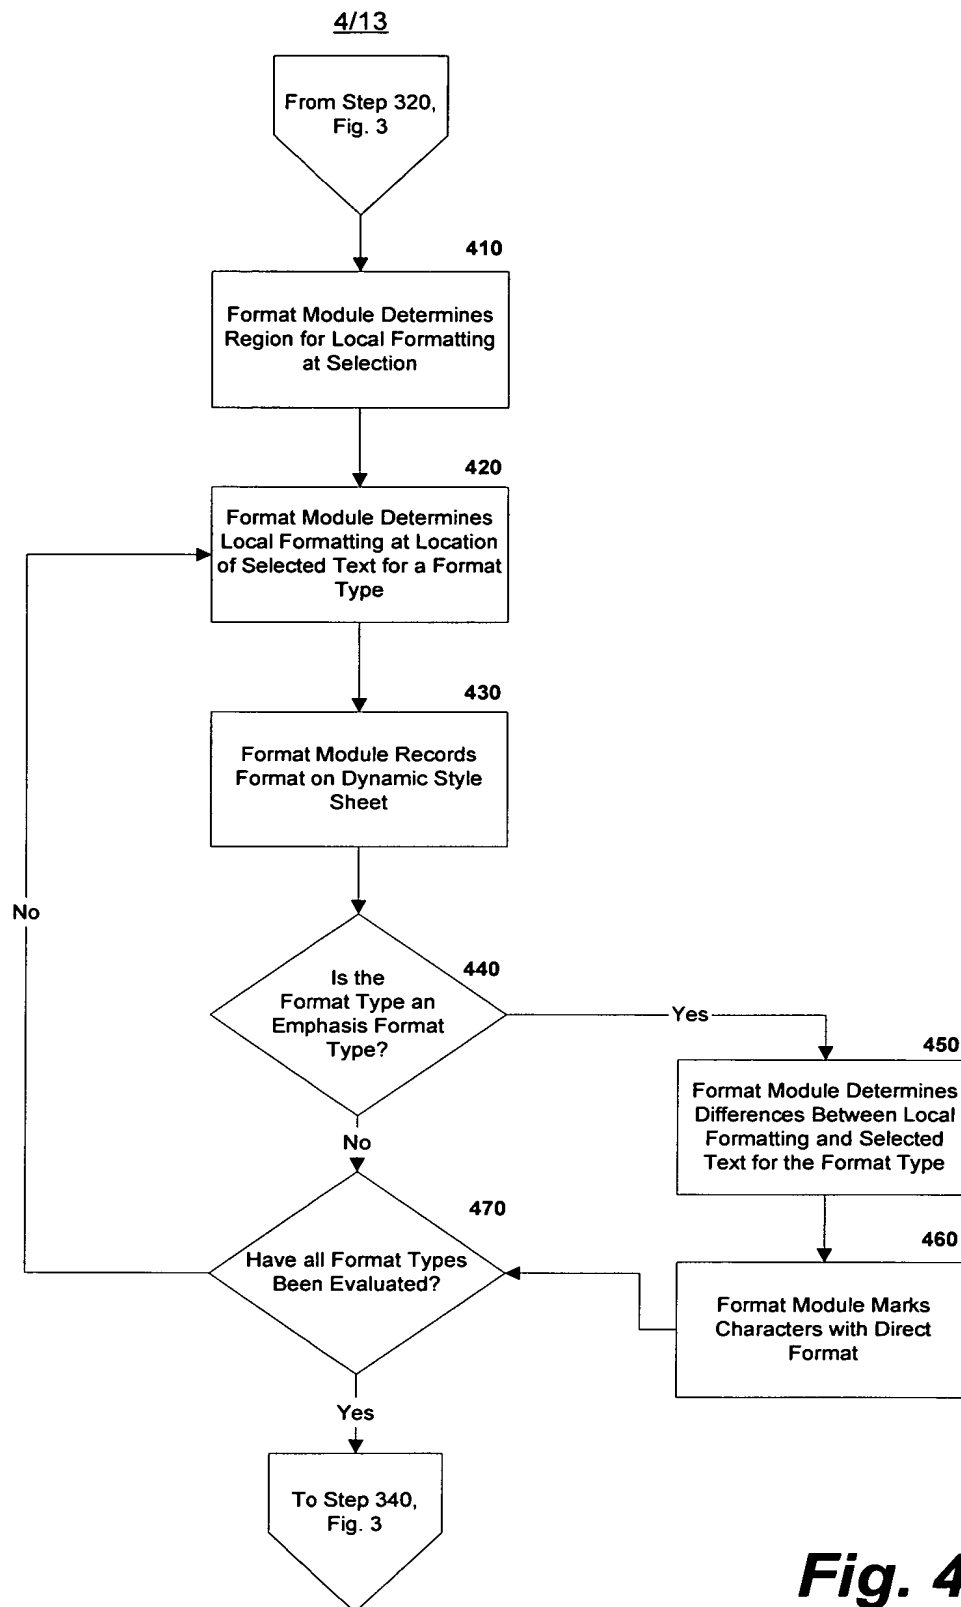 4/13
From Step 320,
Fig. 3
410
Format Module Determines
Region for Local Formatting
at Selection
420
Format Module Determines
Local Formatting at Location
of Selected Text for a Format
Type
430
Format Module Records
Format on Dynamic Style
Sheet
No
440
Is the
Format Type an
Emphasis Format
Type?
Yes
450
Format Module Determines
Differences Between Local
Formatting and Selected
Text for the Format Type
No
470
Have all Format Types
Been Evaluated?
460
Format Module Marks
Characters with Direct
Format
Yes
To Step 340,
Fig. 3
Fig. 4